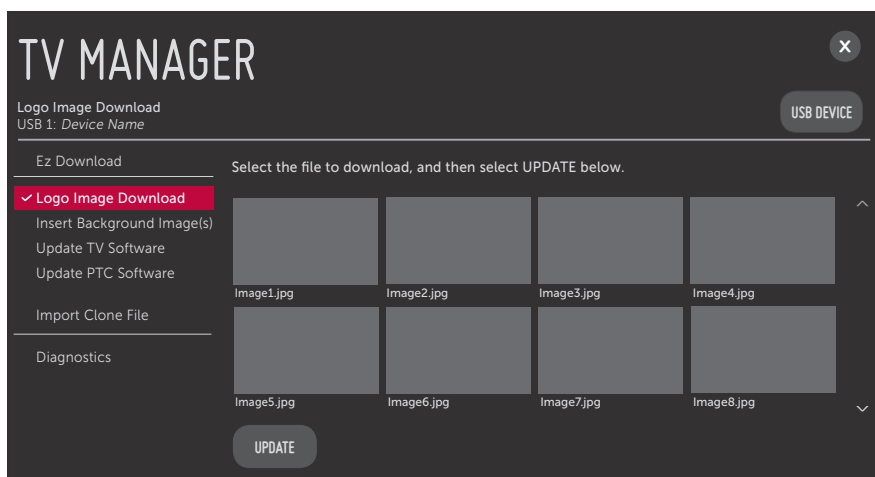 TV MANAGER
X
Logo Image Download
USB 1: Device Name
USB DEVICE
Ez Download
✓ Logo Image Download
Insert Background Image(s)
Update TV Software
Update PTC Software
Import Clone File
Diagnostics
Select the file to download, and then select UPDATE below.
Image1.jpg Image2.jpg Image3.jpg Image4.jpg
Image5.jpg Image6.jpg Image7.jpg Image8.jpg
UPDATE